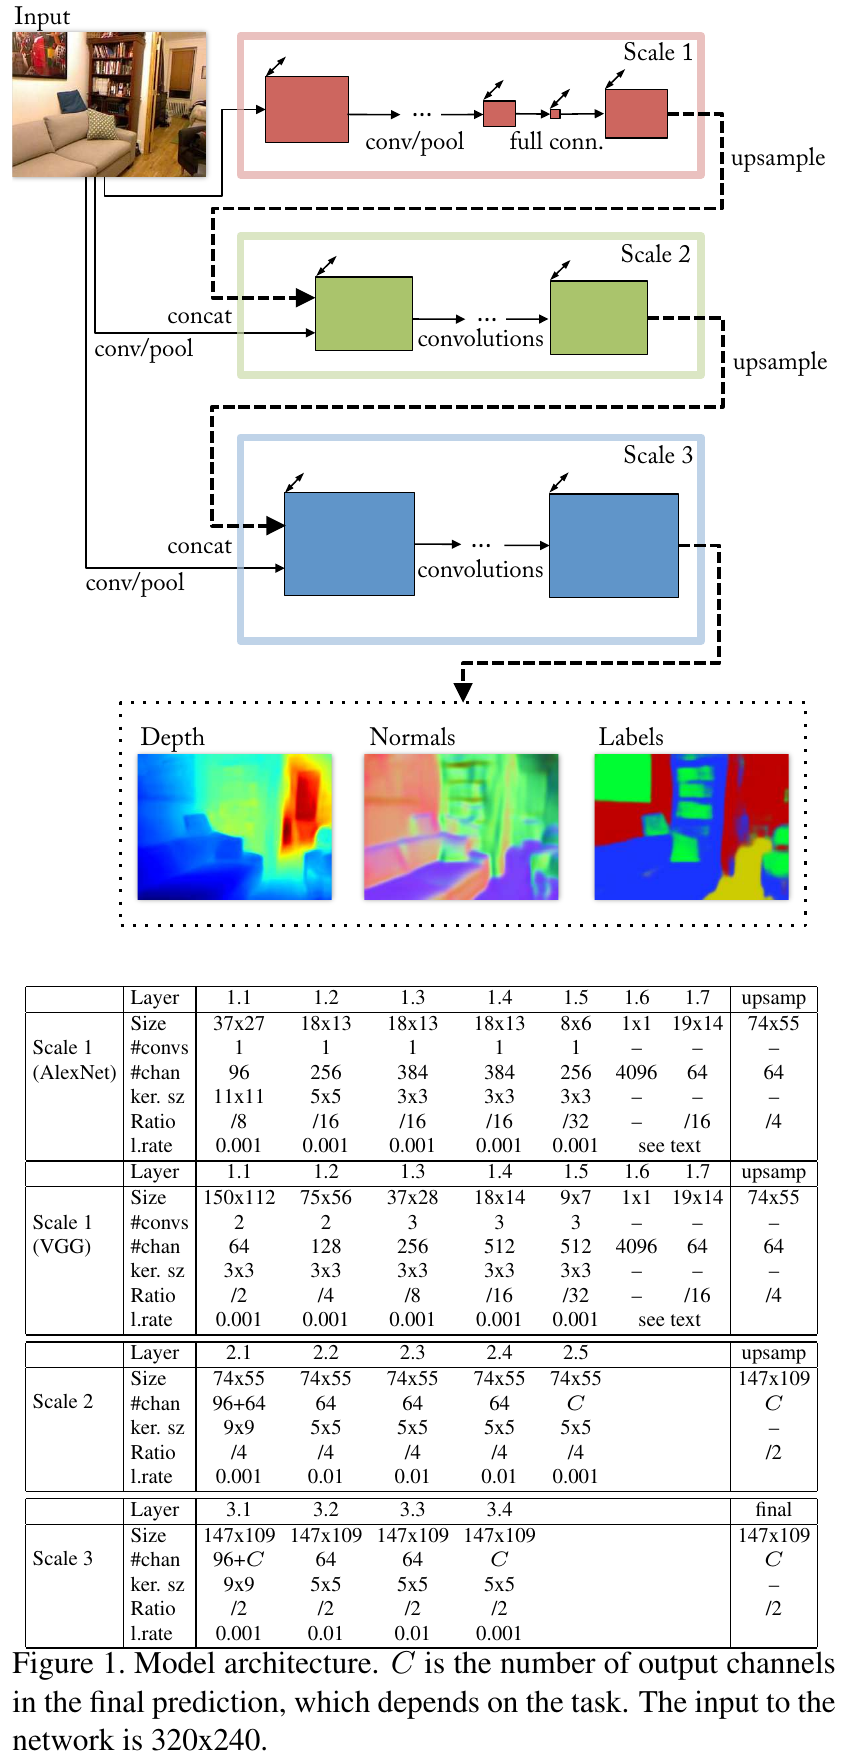 Input
Scale 1
conv/pool
full conn.
upsample
Scale 2
concat
conv/pool
convolutions
upsample
Scale 3
concat
conv/pool
convolutions
Depth Normals Labels
Layer 1.1 1.2 1.3 1.4 1.5 1.6 1.7 upsamp
Size 37x27 18x13 18x13 18x13 8x6 1x1 19x14 74x55
Scale 1 #convs 1 1 1 1 1 – – –
(AlexNet) #chan 96 256 384 384 256 4096 64 64
ker. sz 11x11 5x5 3x3 3x3 3x3 – – –
Ratio /8 /16 /16 /16 /32 – /16 /4
l.rate 0.001 0.001 0.001 0.001 0.001 see text
Layer 1.1 1.2 1.3 1.4 1.5 1.6 1.7 upsamp
Size 150x112 75x56 37x28 18x14 9x7 1x1 19x14 74x55
Scale 1 #convs 2 2 3 3 3 – – –
(VGG) #chan 64 128 256 512 512 4096 64 64
ker. sz 3x3 3x3 3x3 3x3 3x3 – – –
Ratio /2 /4 /8 /16 /32 – /16 /4
l.rate 0.001 0.001 0.001 0.001 0.001 see text
Layer 2.1 2.2 2.3 2.4 2.5 upsamp
Size 74x55 74x55 74x55 74x55 74x55 147x109
Scale 2 #chan 96+64 64 64 64 C C
ker. sz 9x9 5x5 5x5 5x5 5x5 –
Ratio /4 /4 /4 /4 /4 /2
l.rate 0.001 0.01 0.01 0.01 0.001
Layer 3.1 3.2 3.3 3.4 final
Size 147x109 147x109 147x109 147x109 147x109
Scale 3 #chan 96+C 64 64 C C
ker. sz 9x9 5x5 5x5 5x5 –
Ratio /2 /2 /2 /2 /2
l.rate 0.001 0.01 0.01 0.001
Figure 1. Model architecture. C is the number of output channels
in the final prediction, which depends on the task. The input to the
network is 320x240.